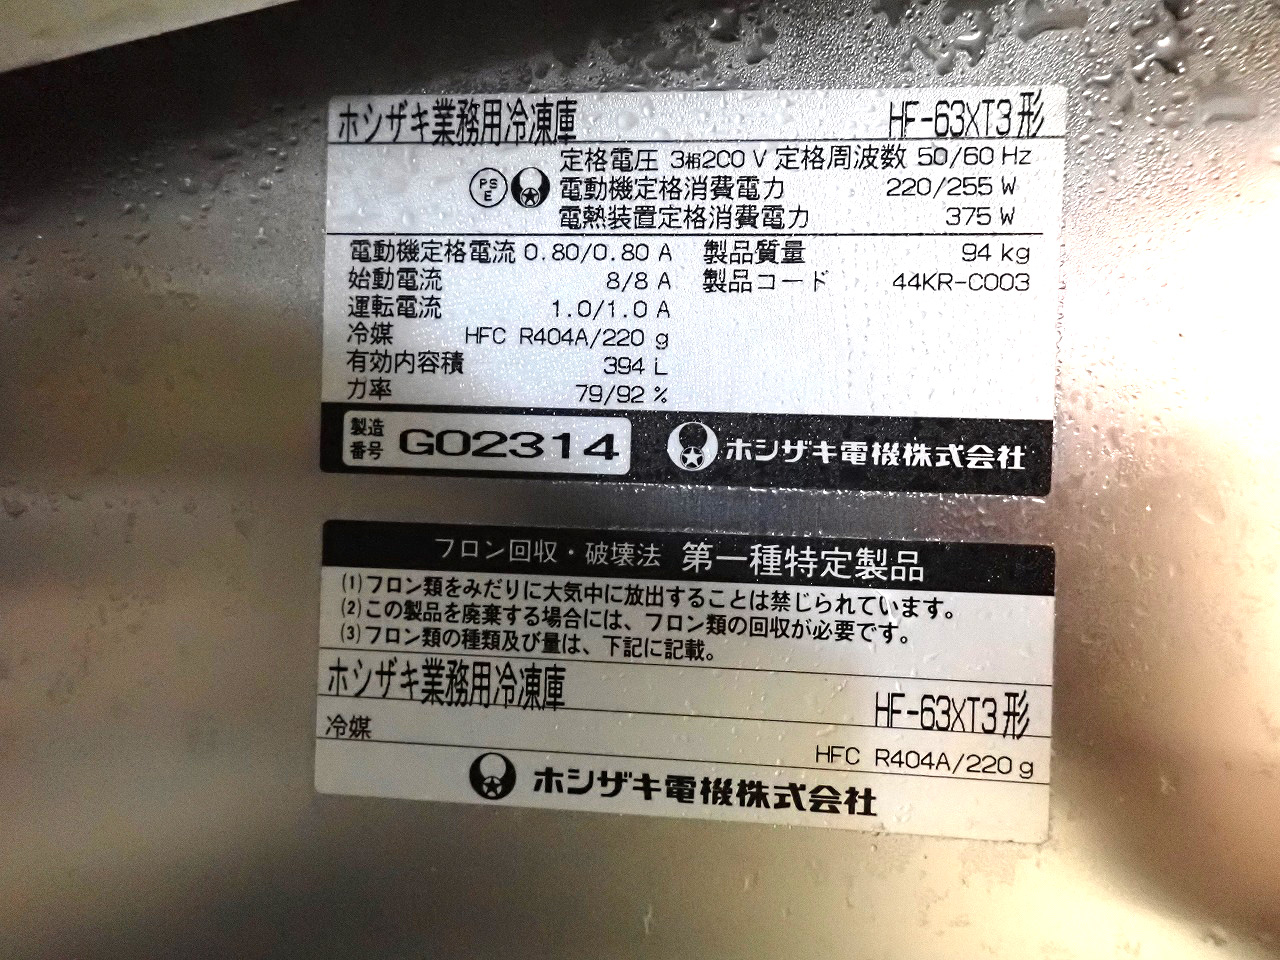 ホシザキ業務用冷凍庫 HF-63XT3形
定格電圧 3相200 V 定格周波数 50/60 Hz
PS
E
電動機定格消費電力 220/255 W
電熱装置定格消費電力 375 W
電動機定格電流 0.80/0.80 A 製品質量 94 kg
始動電流 8/8 A 製品コード 44KR-C003
運転電流 1.0/1.0 A
冷媒 HFC R404A/220 g
有効内容積 394 L
力率 79/92 %
製造番号 G02314 ホシザキ電機株式会社
フロン回収・破壊法 第一種特定製品
(1)フロン類をみだりに大気中に放出することは禁じられています。
(2)この製品を廃棄する場合には、フロン類の回収が必要です。
(3)フロン類の種類及び量は、下記に記載。
ホシザキ業務用冷凍庫 HF-63XT3形
冷媒 HFC R404A/220 g
ホシザキ電機株式会社